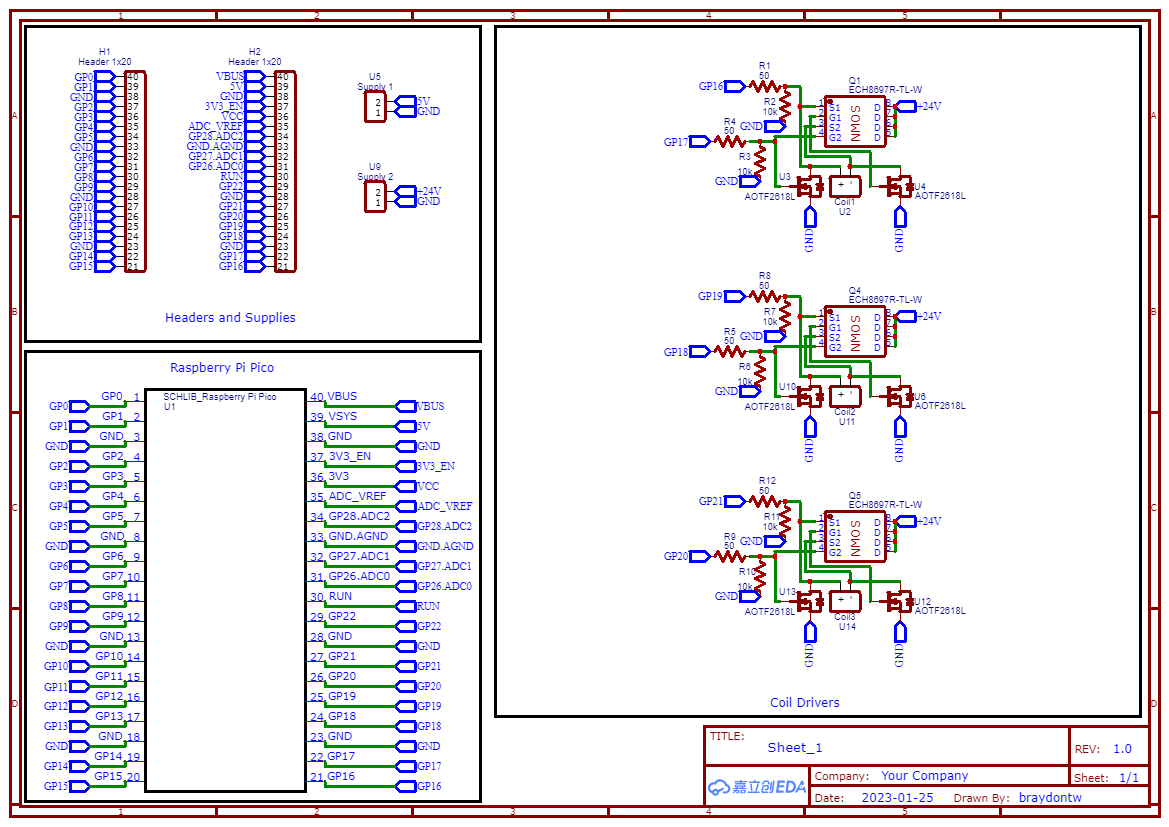 1 2 3 4 5
A
B
C
D
H1
Header 1x20
GP0 40
GP1 39
GND 38
GP2 37
GP3 36
GP4 35
GP5 34
GND 33
GP6 32
GP7 31
GP8 30
GP9 29
GND 28
GP10 27
GP11 26
GP12 25
GP13 24
GND 23
GP14 22
GP15 21
H2
Header 1x20
VBUS 40
5V 39
GND 38
3V3_EN 37
VCC 36
ADC_VREF 35
GP28.ADC2 34
GND.AGND 33
GP27.ADC1 32
GP26.ADC0 31
RUN 30
GP22 29
GND 28
GP21 27
GP20 26
GP19 25
GP18 24
GND 23
GP17 22
GP16 21
U5
Supply 1
2 5V
1 GND
U9
Supply 2
2 +24V
1 GND
Headers and Supplies
Raspberry Pi Pico
SCHLIB_Raspberry Pi Pico
U1
GP0 GP0 1 40 VBUS VBUS
GP1 GP1 2 39 VSYS 5V
GND GND 3 38 GND GND
GP2 GP2 4 37 3V3_EN 3V3_EN
GP3 GP3 5 36 3V3 VCC
GP4 GP4 6 35 ADC_VREF ADC_VREF
GP5 GP5 7 34 GP28.ADC2 GP28.ADC2
GND GND 8 33 GND.AGND GND.AGND
GP6 GP6 9 32 GP27.ADC1 GP27.ADC1
GP7 GP7 10 31 GP26.ADC0 GP26.ADC0
GP8 GP8 11 30 RUN RUN
GP9 GP9 12 29 GP22 GP22
GND GND 13 28 GND GND
GP10 GP10 14 27 GP21 GP21
GP11 GP11 15 26 GP20 GP20
GP12 GP12 16 25 GP19 GP19
GP13 GP13 17 24 GP18 GP18
GND GND 18 23 GND GND
GP14 GP14 19 22 GP17 GP17
GP15 GP15 20 21 GP16 GP16
R1
50
GP16
R2
10k
GND
R4
50
GP17
R3
10k
GND
Q1
ECH8697R-TL-W
1 S1 D 8 +24V
2 G1 D 7
3 S2 D 6
4 G2 D 5
NMOS
U3
AOTF2618L
GND
+ -
Coil1
U2
U4
AOTF2618L
GND
R8
50
GP19
R7
10k
GND
R5
50
GP18
R6
10k
GND
Q4
ECH8697R-TL-W
1 S1 D 8 +24V
2 G1 D 7
3 S2 D 6
4 G2 D 5
NMOS
U10
AOTF2618L
GND
+ -
Coil2
U11
U6
AOTF2618L
GND
R12
50
GP21
R11
10k
GND
R9
50
GP20
R10
10k
GND
Q5
ECH8697R-TL-W
1 S1 D 8 +24V
2 G1 D 7
3 S2 D 6
4 G2 D 5
NMOS
U13
AOTF2618L
GND
+ -
Coil3
U14
U12
AOTF2618L
GND
Coil Drivers
TITLE:
Sheet_1
REV: 1.0
嘉立创EDA
Company: Your Company
Sheet: 1/1
Date: 2023-01-25 Drawn By: braydontw
A
B
C
D
1 2 3 4 5